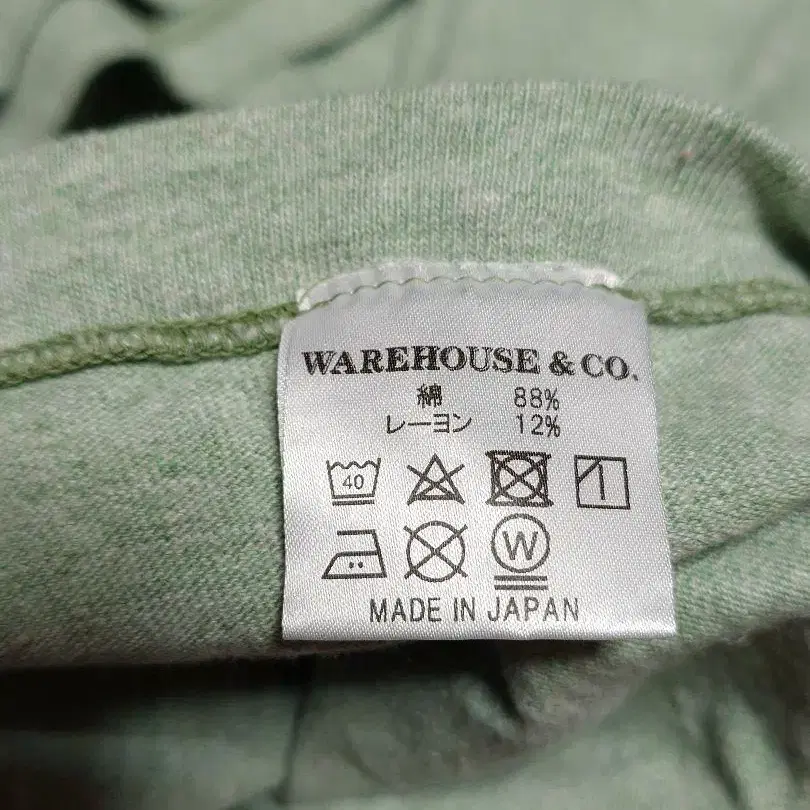 WAREHOUSE & CO.
綿 88%
レーヨン 12%
40
W
MADE IN JAPAN